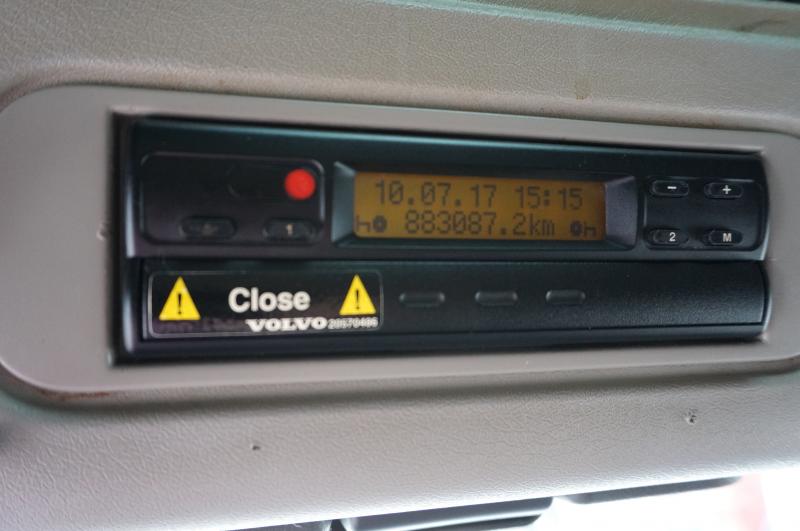 10.07.17 15:15
883087.2km
1
- +
2 M
Close
VOLVO 20570486